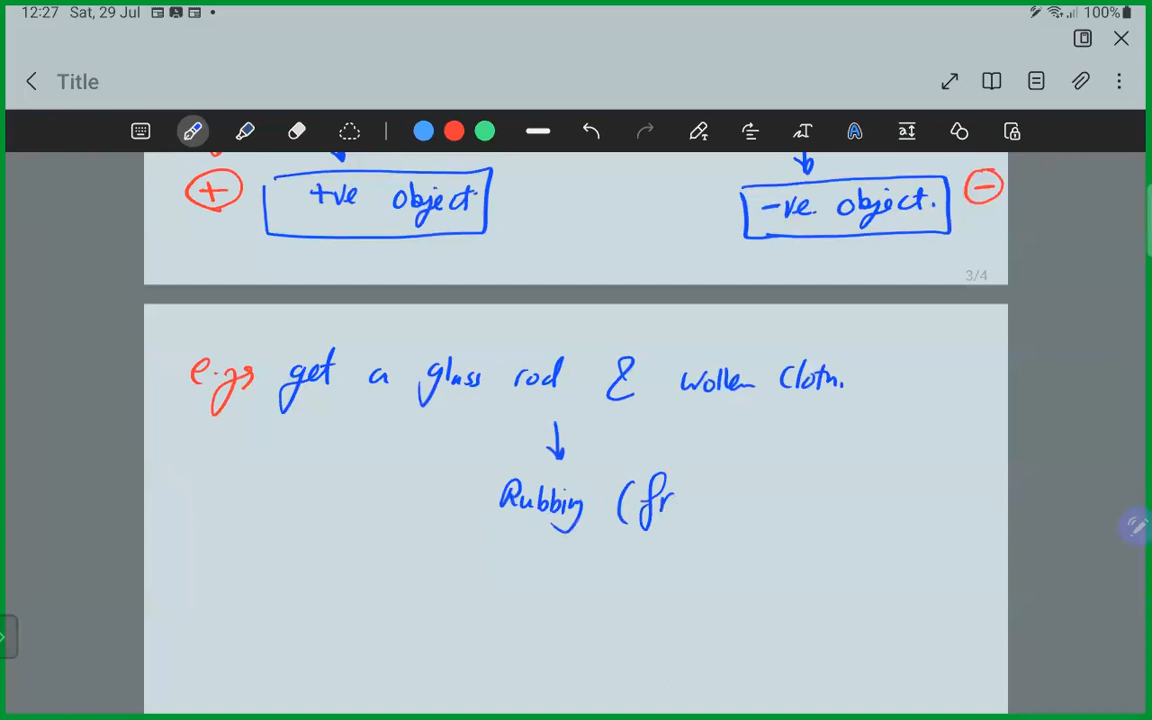 12:27 Sat, 29 Jul 100%
Title
+ +ve object -ve. object. -
3/4
e.gs get a glass rod & wollen cloth.
Rubbing (fr